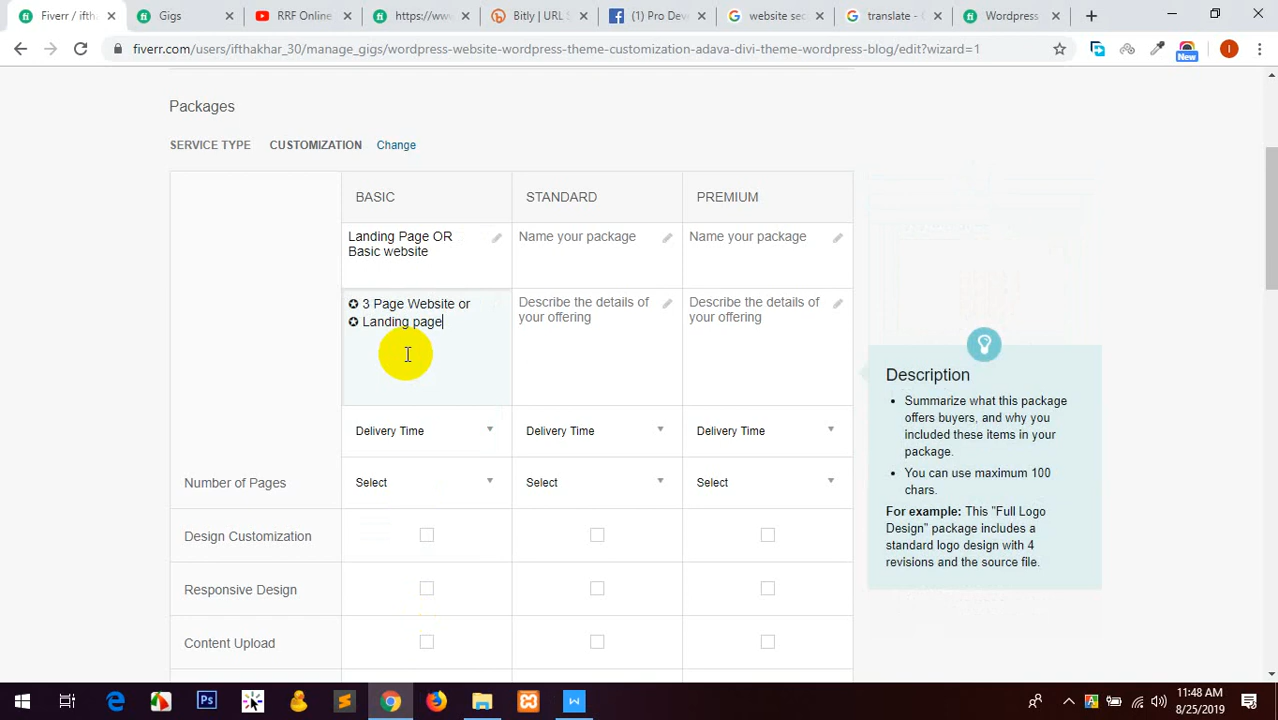 Fiverr / ifth
Gigs
RRF Online
https://ww
Bitly | URL S
(1) Pro Dev
website sec
translate - G
Wordpress
fiverr.com/users/ifthakhar_30/manage_gigs/wordpress-website-wordpress-theme-customization-adava-divi-theme-wordpress-blog/edit?wizard=1
New
I
Packages
SERVICE TYPE CUSTOMIZATION Change
BASIC STANDARD PREMIUM
Landing Page OR
Basic website
Name your package
Name your package
✪ 3 Page Website or
✪ Landing page
Describe the details of
your offering
Describe the details of
your offering
Delivery Time Delivery Time Delivery Time
Number of Pages Select Select Select
Design Customization
Responsive Design
Content Upload
Description
• Summarize what this package
offers buyers, and why you
included these items in your
package.
• You can use maximum 100
chars.
For example: This "Full Logo
Design" package includes a
standard logo design with 4
revisions and the source file.
11:48 AM
8/25/2019